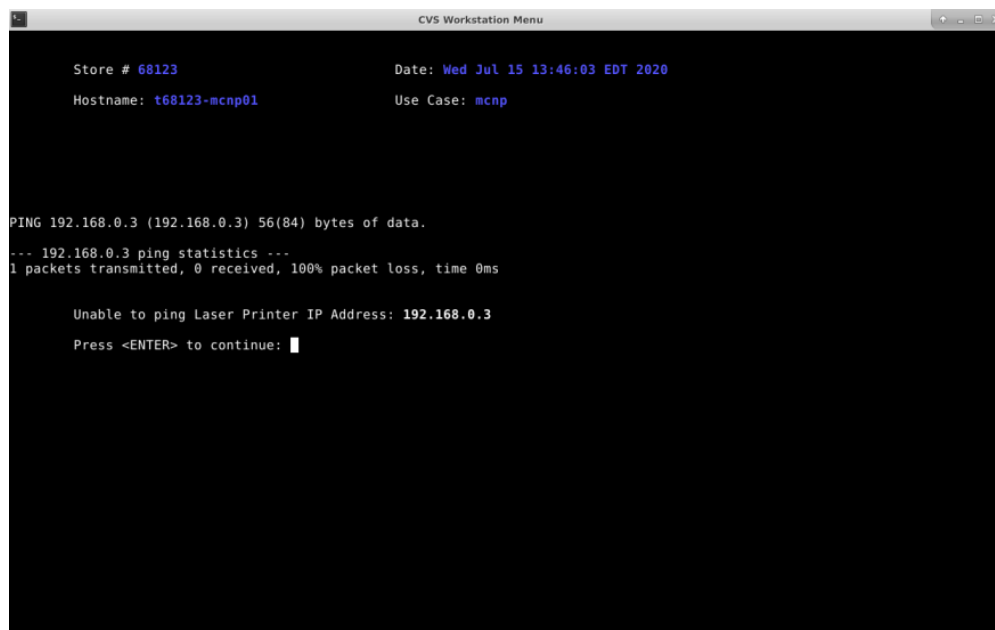 CVS Workstation Menu
Store # 68123 Date: Wed Jul 15 13:46:03 EDT 2020
Hostname: t68123-mcnp01 Use Case: mcnp
PING 192.168.0.3 (192.168.0.3) 56(84) bytes of data.
--- 192.168.0.3 ping statistics ---
1 packets transmitted, 0 received, 100% packet loss, time 0ms
Unable to ping Laser Printer IP Address: 192.168.0.3
Press <ENTER> to continue: